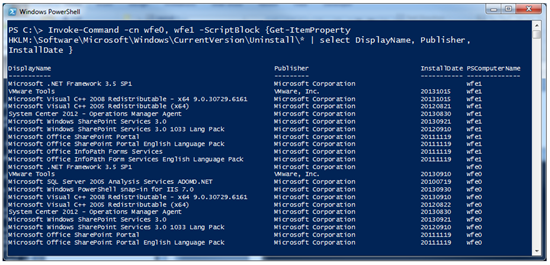 Windows PowerShell
PS C:\> Invoke-Command -cn wfe0, wfe1 -ScriptBlock {Get-ItemProperty
HKLM:\Software\Microsoft\Windows\CurrentVersion\Uninstall\* | select DisplayName, Publisher,
InstallDate }
DisplayName Publisher InstallDate PSComputerName
----------- --------- ----------- --------------
Microsoft .NET Framework 3.5 SP1 Microsoft Corporation wfe1
VMware Tools VMware, Inc. 20131015 wfe1
Microsoft Visual C++ 2008 Redistributable - x64 9.0.30729.6161 Microsoft Corporation 20131015 wfe1
Microsoft Visual C++ 2005 Redistributable (x64) Microsoft Corporation 20120821 wfe1
System Center 2012 - Operations Manager Agent Microsoft Corporation 20130830 wfe1
Microsoft Windows SharePoint Services 3.0 Microsoft Corporation 20130921 wfe1
Microsoft Windows SharePoint Services 3.0 1033 Lang Pack Microsoft Corporation 20120910 wfe1
Microsoft Office SharePoint Portal Microsoft Corporation 20111119 wfe1
Microsoft Office SharePoint Portal English Language Pack Microsoft Corporation 20111119 wfe1
Microsoft Office InfoPath Forms Services Microsoft Corporation 20111119 wfe1
Microsoft Office InfoPath Form Services English Language Pack Microsoft Corporation 20111119 wfe1
Microsoft .NET Framework 3.5 SP1 Microsoft Corporation wfe0
VMware Tools VMware, Inc. 20130910 wfe0
Microsoft SQL Server 2005 Analysis Services ADOMD.NET Microsoft Corporation 20100719 wfe0
Microsoft Windows PowerShell snap-in for IIS 7.0 Microsoft Corporation 20130930 wfe0
Microsoft Visual C++ 2008 Redistributable - x64 9.0.30729.6161 Microsoft Corporation 20130910 wfe0
Microsoft Visual C++ 2005 Redistributable (x64) Microsoft Corporation 20120822 wfe0
System Center 2012 - Operations Manager Agent Microsoft Corporation 20130830 wfe0
Microsoft Windows SharePoint Services 3.0 Microsoft Corporation 20130921 wfe0
Microsoft Windows SharePoint Services 3.0 1033 Lang Pack Microsoft Corporation 20120910 wfe0
Microsoft Office SharePoint Portal Microsoft Corporation 20111119 wfe0
Microsoft Office SharePoint Portal English Language Pack Microsoft Corporation 20111119 wfe0